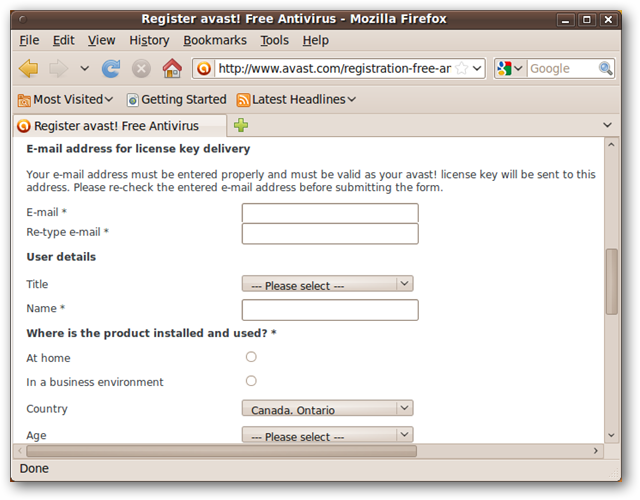 Register avast! Free Antivirus - Mozilla Firefox
File Edit View History Bookmarks Tools Help
http://www.avast.com/registration-free-ar
Google
Most Visited Getting Started Latest Headlines
Register avast! Free Antivirus
E-mail address for license key delivery
Your e-mail address must be entered properly and must be valid as your avast! license key will be sent to this
address. Please re-check the entered e-mail address before submitting the form.
E-mail *
Re-type e-mail *
User details
Title --- Please select ---
Name *
Where is the product installed and used? *
At home
In a business environment
Country Canada, Ontario
Age --- Please select ---
Done